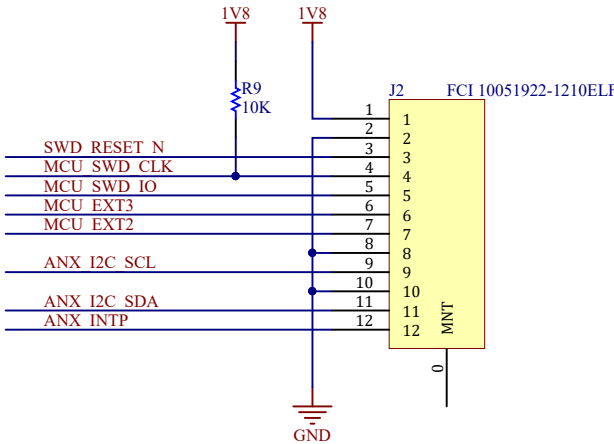 1V8 1V8
R9
10K
J2 FCI 10051922-1210ELF
1 1
2 2
SWD_RESET_N 3 3
MCU_SWD_CLK 4 4
MCU_SWD_IO 5 5
MCU_EXT3 6 6
MCU_EXT2 7 7
8 8
ANX_I2C_SCL 9 9
10 10
ANX_I2C_SDA 11 11
ANX_INTP 12 12
MNT
0
GND